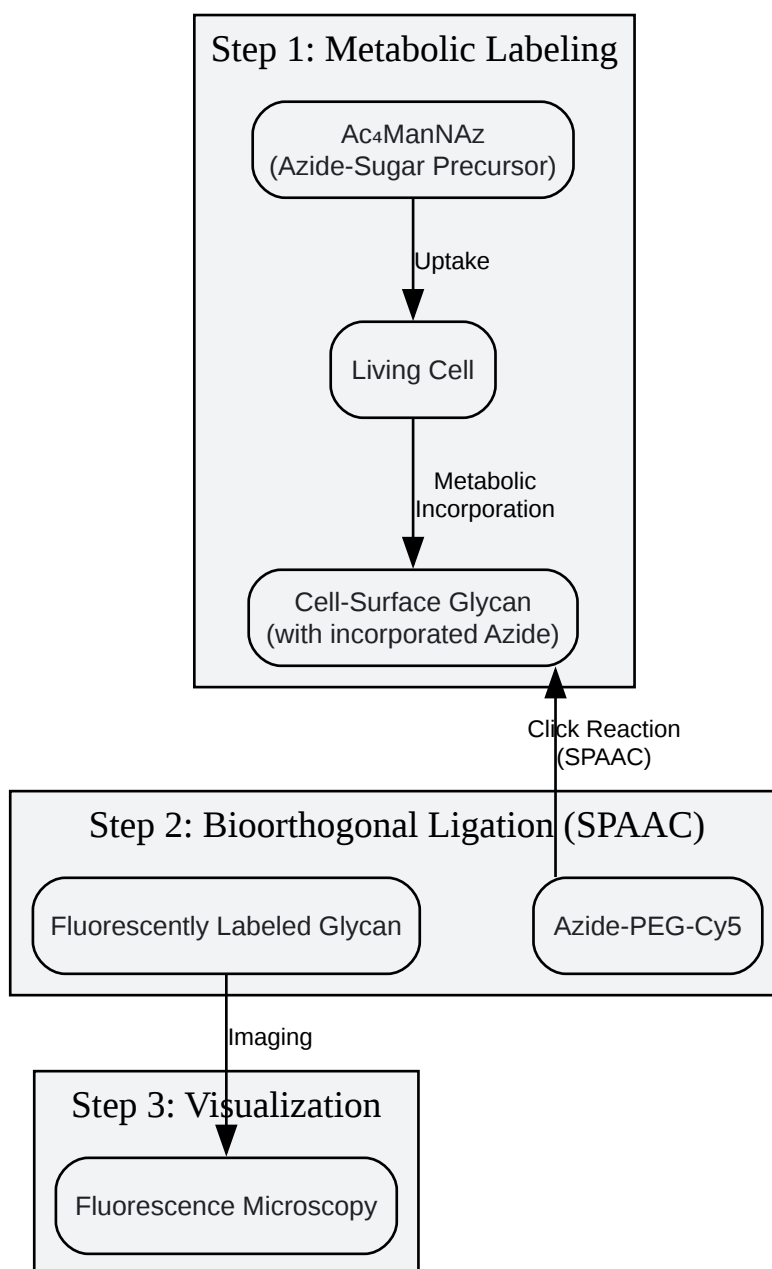 Step 1: Metabolic Labeling
Ac₄ManNAz
(Azide-Sugar Precursor)
Uptake
Living Cell
Metabolic
Incorporation
Cell-Surface Glycan
(with incorporated Azide)
Click Reaction
(SPAAC)
Step 2: Bioorthogonal Ligation (SPAAC)
Fluorescently Labeled Glycan
Azide-PEG-Cy5
Imaging
Step 3: Visualization
Fluorescence Microscopy